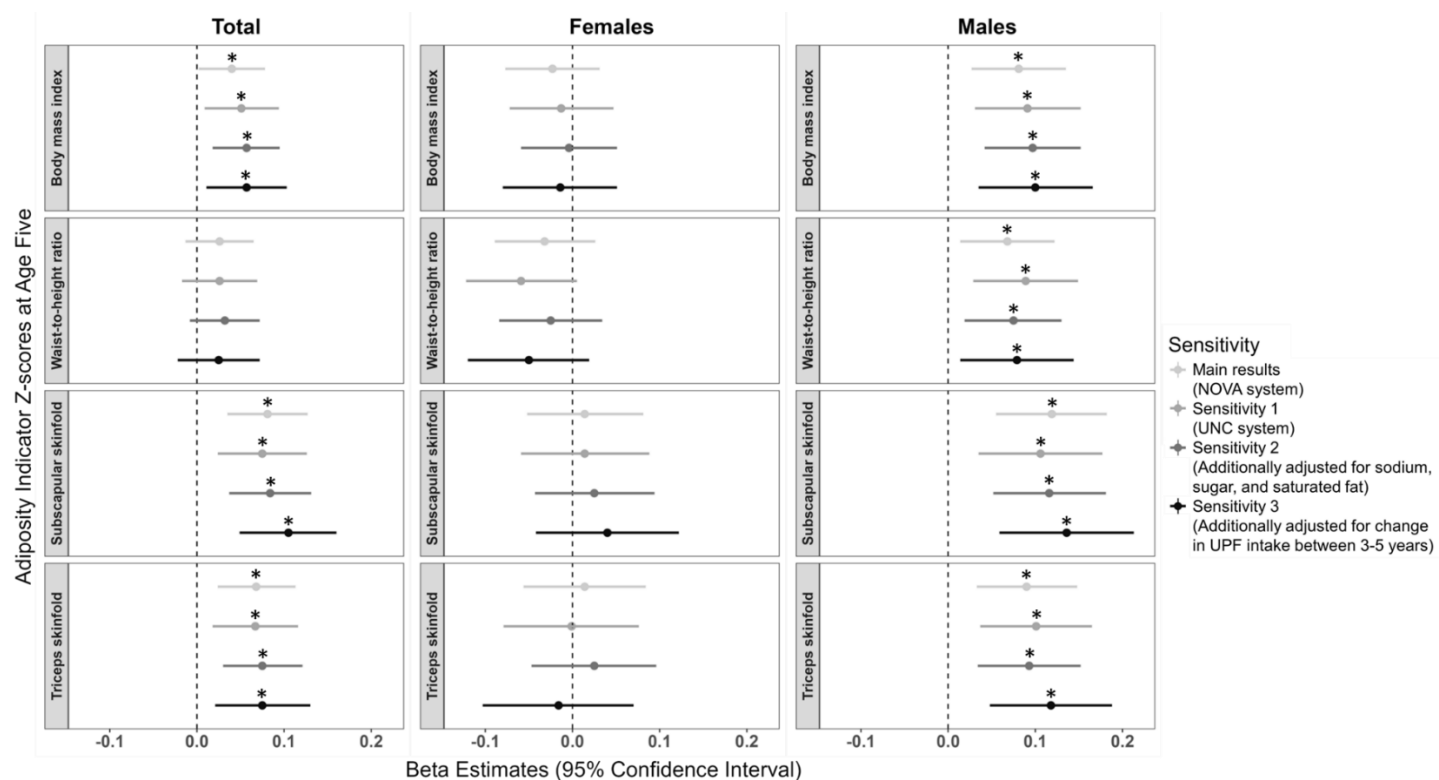 Total
Females
Males
Adiposity Indicator Z-scores at Age Five
Body mass index
*
*
*
*
Body mass index
Body mass index
*
*
*
*
Waist-to-height ratio
Waist-to-height ratio
Waist-to-height ratio
*
*
*
*
Subscapular skinfold
*
*
*
*
Subscapular skinfold
Subscapular skinfold
*
*
*
*
Triceps skinfold
*
*
*
*
Triceps skinfold
Triceps skinfold
*
*
*
*
-0.1 0.0 0.1 0.2
-0.1 0.0 0.1 0.2
-0.1 0.0 0.1 0.2
Beta Estimates (95% Confidence Interval)
Sensitivity
Main results
(NOVA system)
Sensitivity 1
(UNC system)
Sensitivity 2
(Additionally adjusted for sodium,
sugar, and saturated fat)
Sensitivity 3
(Additionally adjusted for change
in UPF intake between 3-5 years)